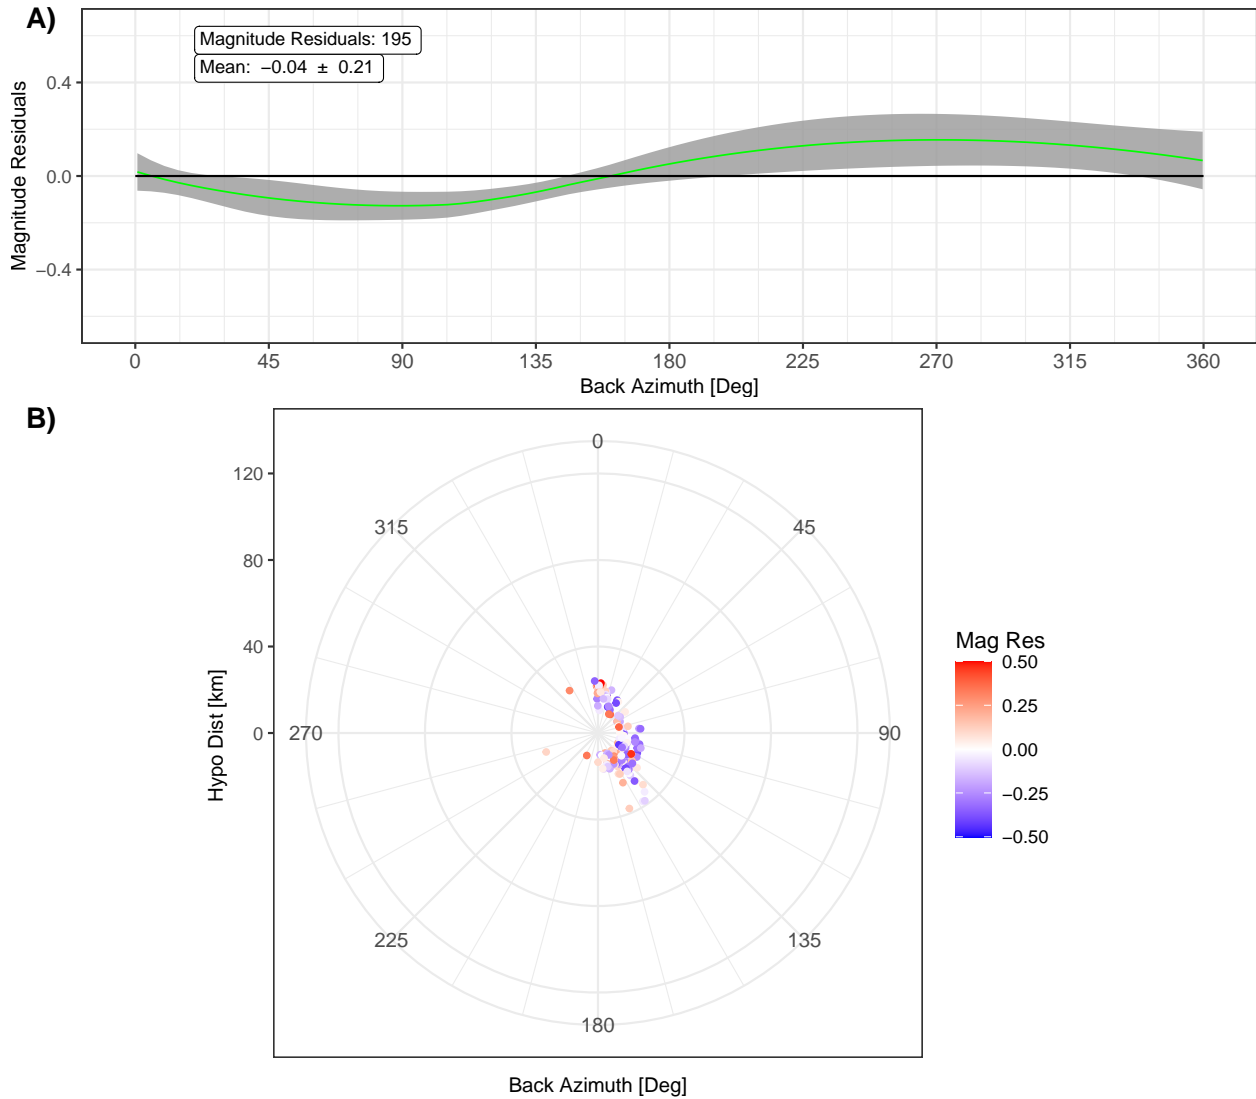 A)
Magnitude Residuals: 195
Mean:  −0.04  ±  0.21
0.4
0.0
−0.4
Magnitude Residuals
0 45 90 135 180 225 270 315 360
Back Azimuth [Deg]
B)
0
45
90
135
180
225
270
315
120
80
40
0
Hypo Dist [km]
Back Azimuth [Deg]
Mag Res
0.50
0.25
0.00
−0.25
−0.50